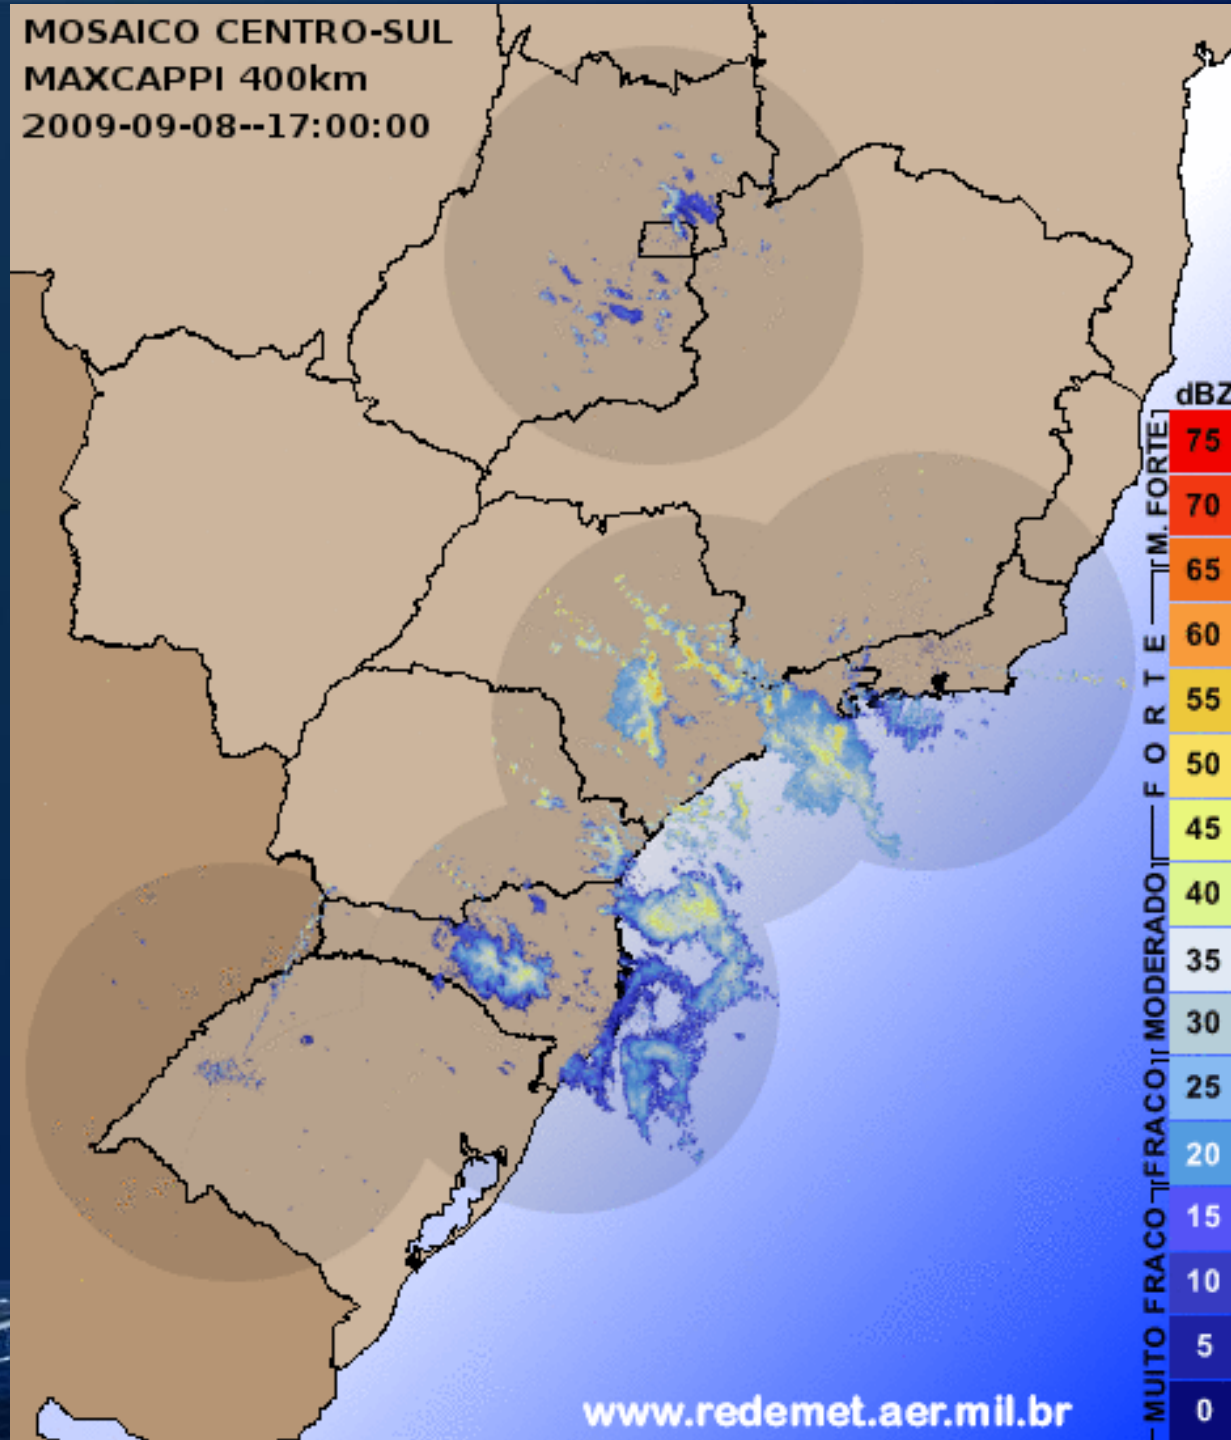 MOSAICO CENTRO-SUL
MAXCAPPI 400km
2009-09-08--17:00:00
dBZ
75
70
65
60
55
50
45
40
35
30
25
20
15
10
5
0
M. FORTE
FORTE
MODERADO
FRACO
MUITO FRACO
www.redemet.aer.mil.br